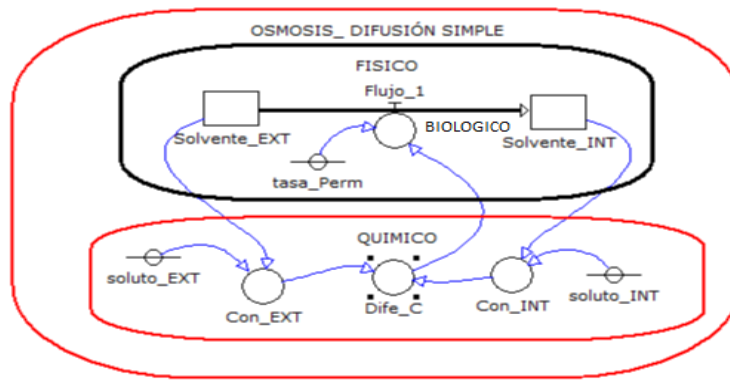 OSMOSIS_ DIFUSIÓN SIMPLE
FISICO
Flujo_1
Solvente_EXT
BIOLOGICO
Solvente_INT
tasa_Perm
QUIMICO
soluto_EXT
soluto_INT
Con_EXT
Dife_C
Con_INT